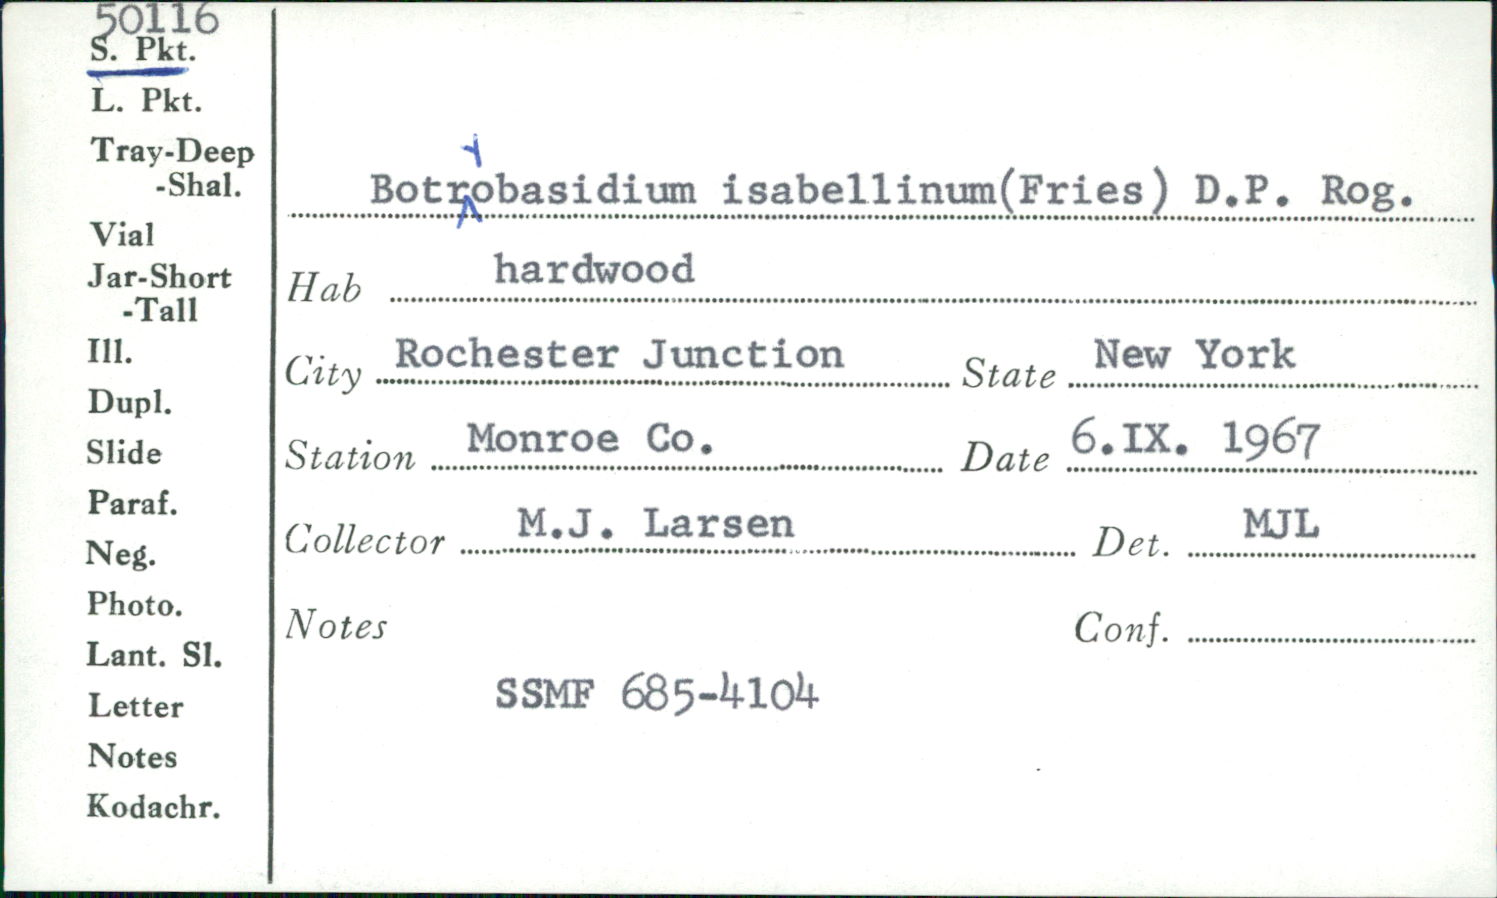 50116
S. Pkt.
L. Pkt.
Tray-Deep
-Shal.
Vial
Jar-Short
-Tall
Ill.
Dupl.
Slide
Paraf.
Neg.
Photo.
Lant. Sl.
Letter
Notes
Kodachr.
Botryobasidium isabellinum(Fries) D.P. Rog.
Hab hardwood
City Rochester Junction State New York
Station Monroe Co. Date 6.IX. 1967
Collector M.J. Larsen Det. MJL
Notes Conf.
SSMF 685-4104